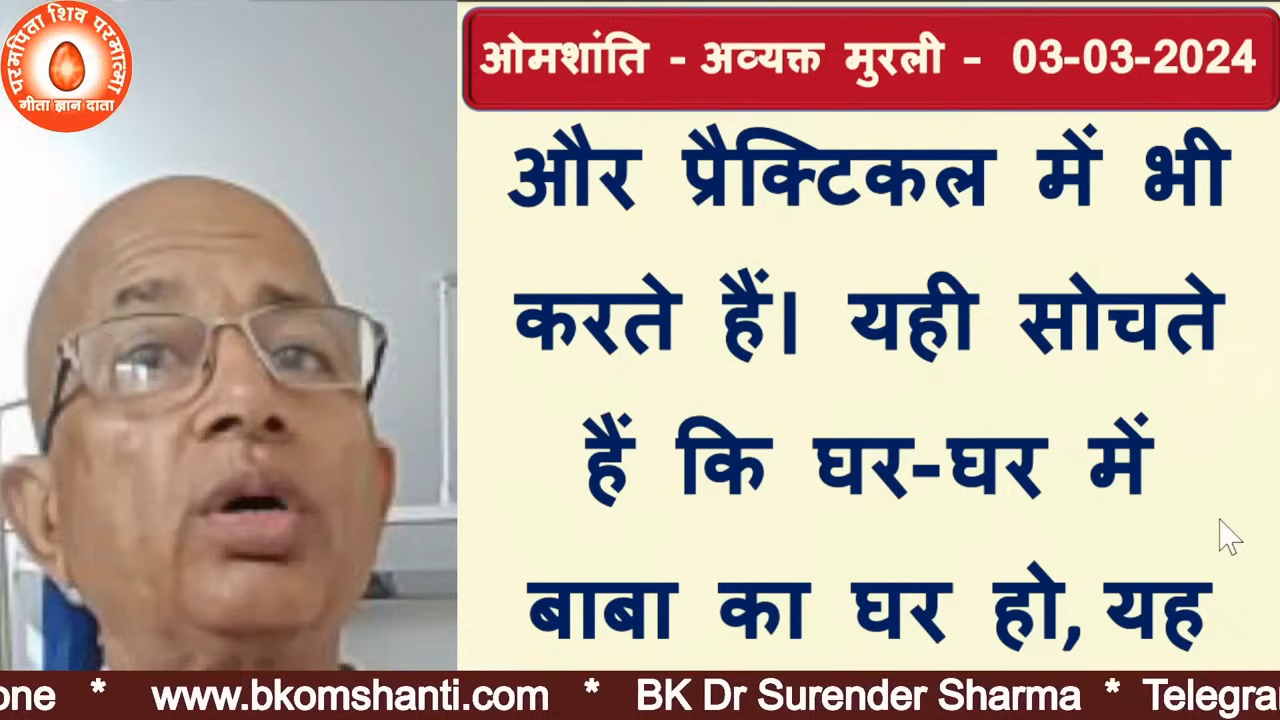 परमपिता शिव परमात्मा
गीता ज्ञान दाता
ओमशांति - अव्यक्त मुरली - 03-03-2024
और प्रैक्टिकल में भी
करते हैं। यही सोचते
हैं कि घर-घर में
बाबा का घर हो, यह
one * www.bkomshanti.com * BK Dr Surender Sharma * Telegra